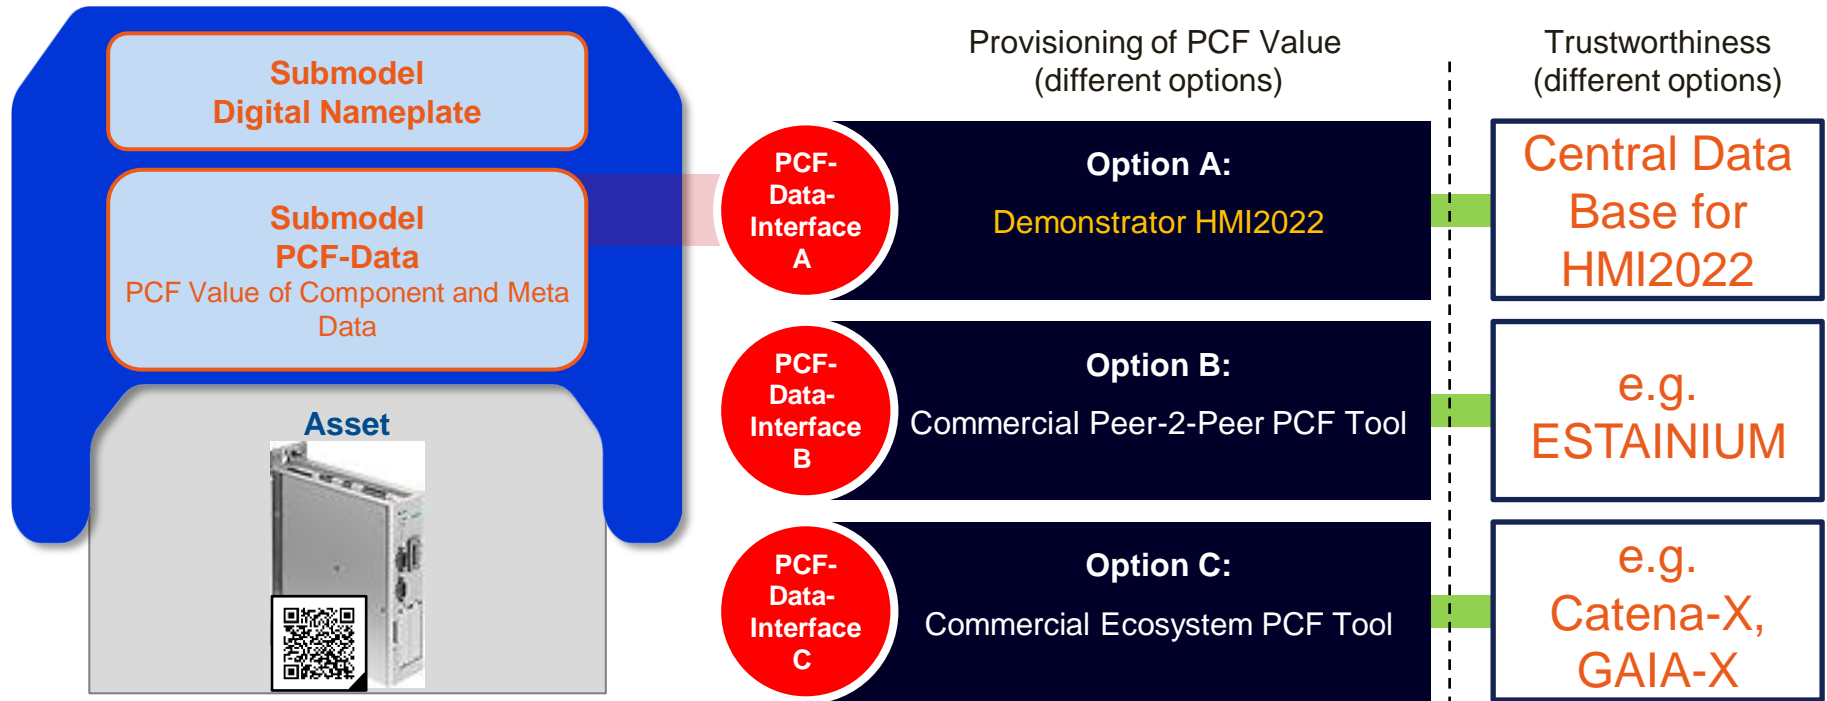 Submodel
Digital Nameplate
Submodel
PCF-Data
PCF Value of Component and Meta
Data
Asset
Provisioning of PCF Value
(different options)
Trustworthiness
(different options)
PCF-
Data-
Interface
A
Option A:
Demonstrator HMI2022
Central Data
Base for
HMI2022
PCF-
Data-
Interface
B
Option B:
Commercial Peer-2-Peer PCF Tool
e.g.
ESTAINIUM
PCF-
Data-
Interface
C
Option C:
Commercial Ecosystem PCF Tool
e.g.
Catena-X,
GAIA-X